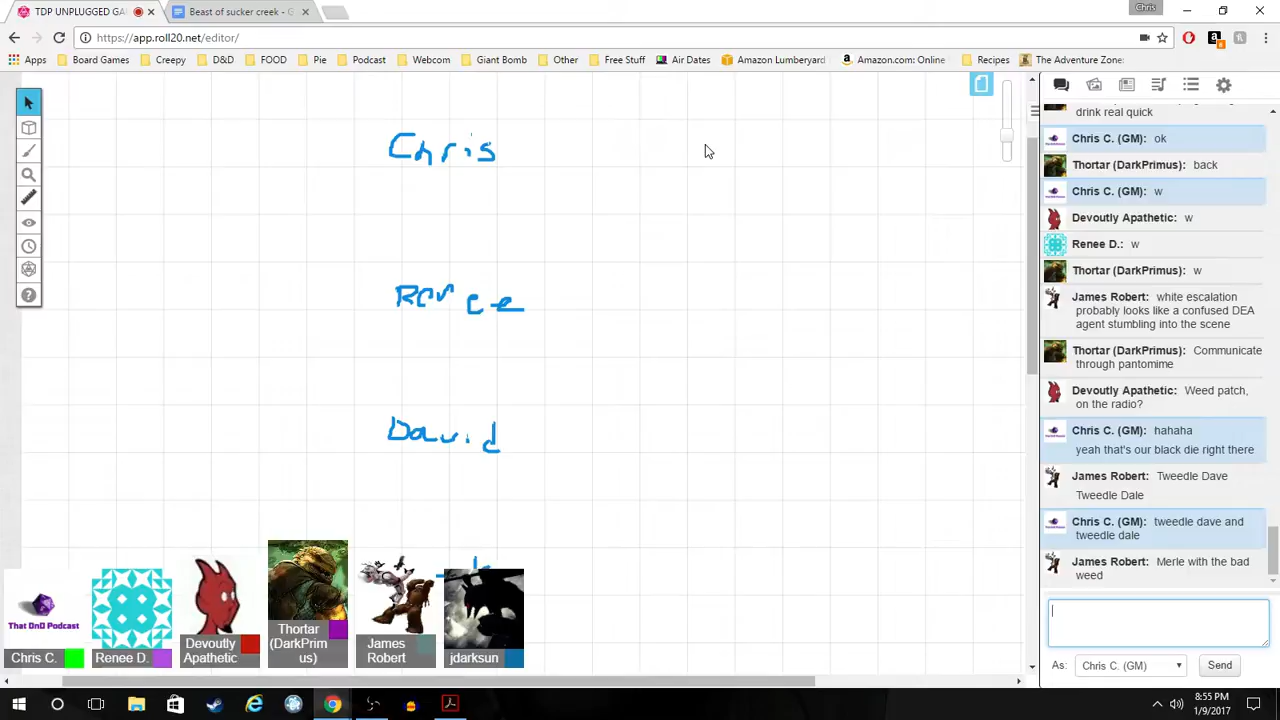 TDP UNPLUGGED GA
Beast of sucker creek - G
Chris
https://app.roll20.net/editor/
Apps
Board Games
Creepy
D&D
FOOD
Pie
Podcast
Webcom
Giant Bomb
Other
Free Stuff
Air Dates
Amazon Lumberyard
Amazon.com: Online
Recipes
The Adventure Zone:
Chris
David
drink real quick
Chris C. (GM): ok
Thortar (DarkPrimus): back
Chris C. (GM): w
Devoutly Apathetic: w
Renee D.: w
Thortar (DarkPrimus): w
James Robert: white escalation
probably looks like a confused DEA
agent stumbling into the scene
Thortar (DarkPrimus): Communicate
through pantomime
Devoutly Apathetic: Weed patch,
on the radio?
Chris C. (GM): hahaha
yeah that's our black die right there
James Robert: Tweedle Dave
Tweedle Dale
Chris C. (GM): tweedle dave and
tweedle dale
James Robert: Merle with the bad
weed
As: Chris C. (GM) Send
That DnD Podcast
Chris C.
Renee D.
Devoutly
Apathetic
Thortar
(DarkPrim
us)
James
Robert
jdarksun
8:55 PM
1/9/2017